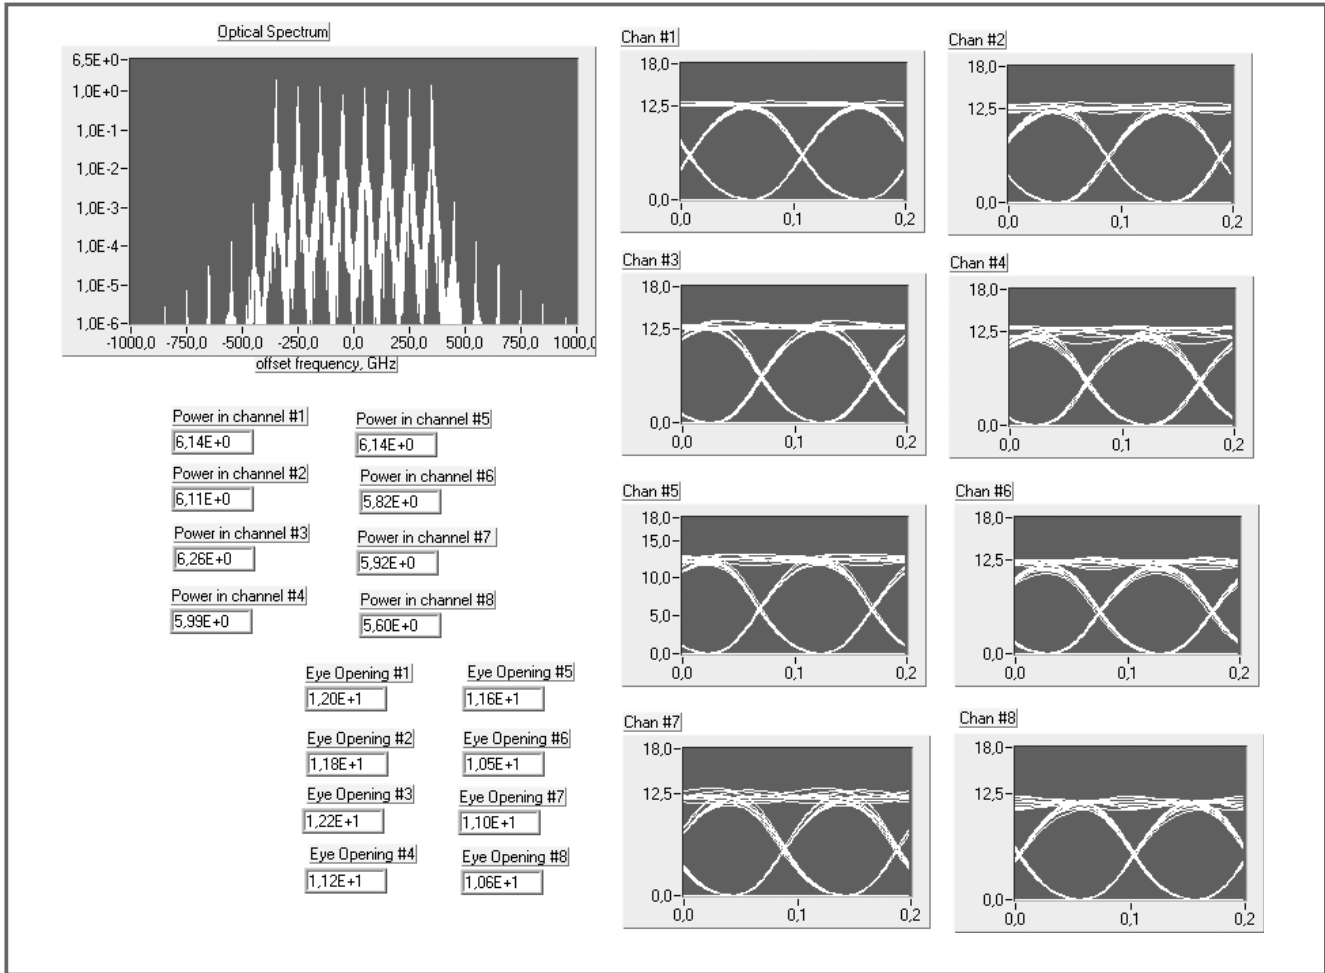 Optical Spectrum
6,5E+0
1,0E+0
1,0E-1
1,0E-2
1,0E-3
1,0E-4
1,0E-5
1,0E-6
-1000,0 -750,0 -500,0 -250,0 0,0 250,0 500,0 750,0 1000,0
offset frequency, GHz
Power in channel #1
6,14E+0
Power in channel #5
6,14E+0
Power in channel #2
6,11E+0
Power in channel #6
5,82E+0
Power in channel #3
6,26E+0
Power in channel #7
5,92E+0
Power in channel #4
5,99E+0
Power in channel #8
5,60E+0
Eye Opening #1
1,20E+1
Eye Opening #5
1,16E+1
Eye Opening #2
1,18E+1
Eye Opening #6
1,05E+1
Eye Opening #3
1,22E+1
Eye Opening #7
1,10E+1
Eye Opening #4
1,12E+1
Eye Opening #8
1,06E+1
Chan #1
18,0
12,5
0,0
0,0 0,1 0,2
Chan #2
18,0
12,5
0,0
0,0 0,1 0,2
Chan #3
18,0
12,5
0,0
0,0 0,1 0,2
Chan #4
18,0
12,5
0,0
0,0 0,1 0,2
Chan #5
18,0
15,0
10,0
5,0
0,0
0,0 0,1 0,2
Chan #6
18,0
12,5
0,0
0,0 0,1 0,2
Chan #7
18,0
12,5
0,0
0,0 0,1 0,2
Chan #8
18,0
12,5
0,0
0,0 0,1 0,2